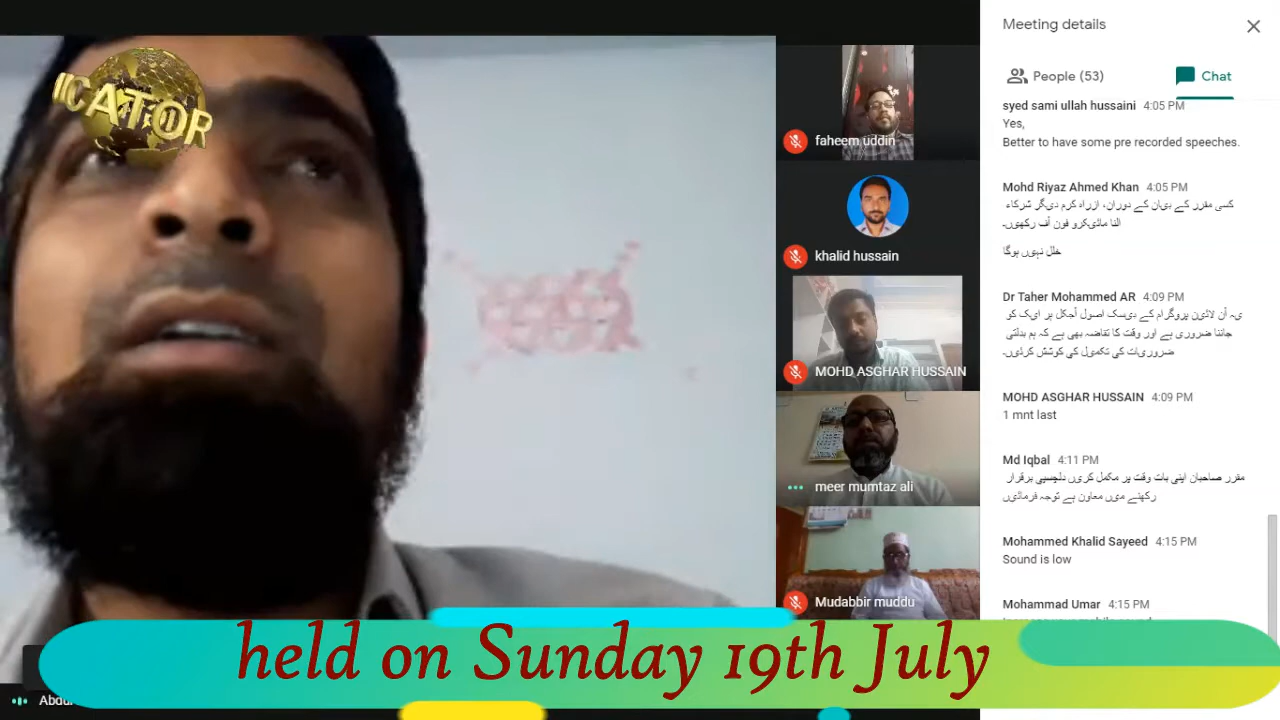 ICATOR
faheem uddin
khalid hussain
MOHD ASGHAR HUSSAIN
meer mumtaz ali
Mudabbir muddu
held on Sunday 19th July
Meeting details
People (53)
Chat
syed sami ullah hussaini 4:05 PM
Yes,
Better to have some pre recorded speeches.
Mohd Riyaz Ahmed Khan 4:05 PM
کسی مقرر کے بیان کے دوران، ازراہ کرم دیگر شرکاء
النا مائیکرو فون آف رکھیں۔
خلل نہیں ہوگا
Dr Taher Mohammed AR 4:09 PM
یہ آن لائین پروگرام کے ڈیسک اصول آجکل ہر ایک کو
جاننا ضروری ہے اور وقت کا تقاضہ بھی ہے کہ ہم بدلتی
ضروریات کی تکمیل کی کوشش کرئیں۔
MOHD ASGHAR HUSSAIN 4:09 PM
1 mnt last
Md Iqbal 4:11 PM
مقرر صاحبان اپنی بات وقت پر مکمل کریں دلچسپی برقرار
رکھنے میں معاون ہے توجہ فرمائیں
Mohammed Khalid Sayeed 4:15 PM
Sound is low
Mohammad Umar 4:15 PM